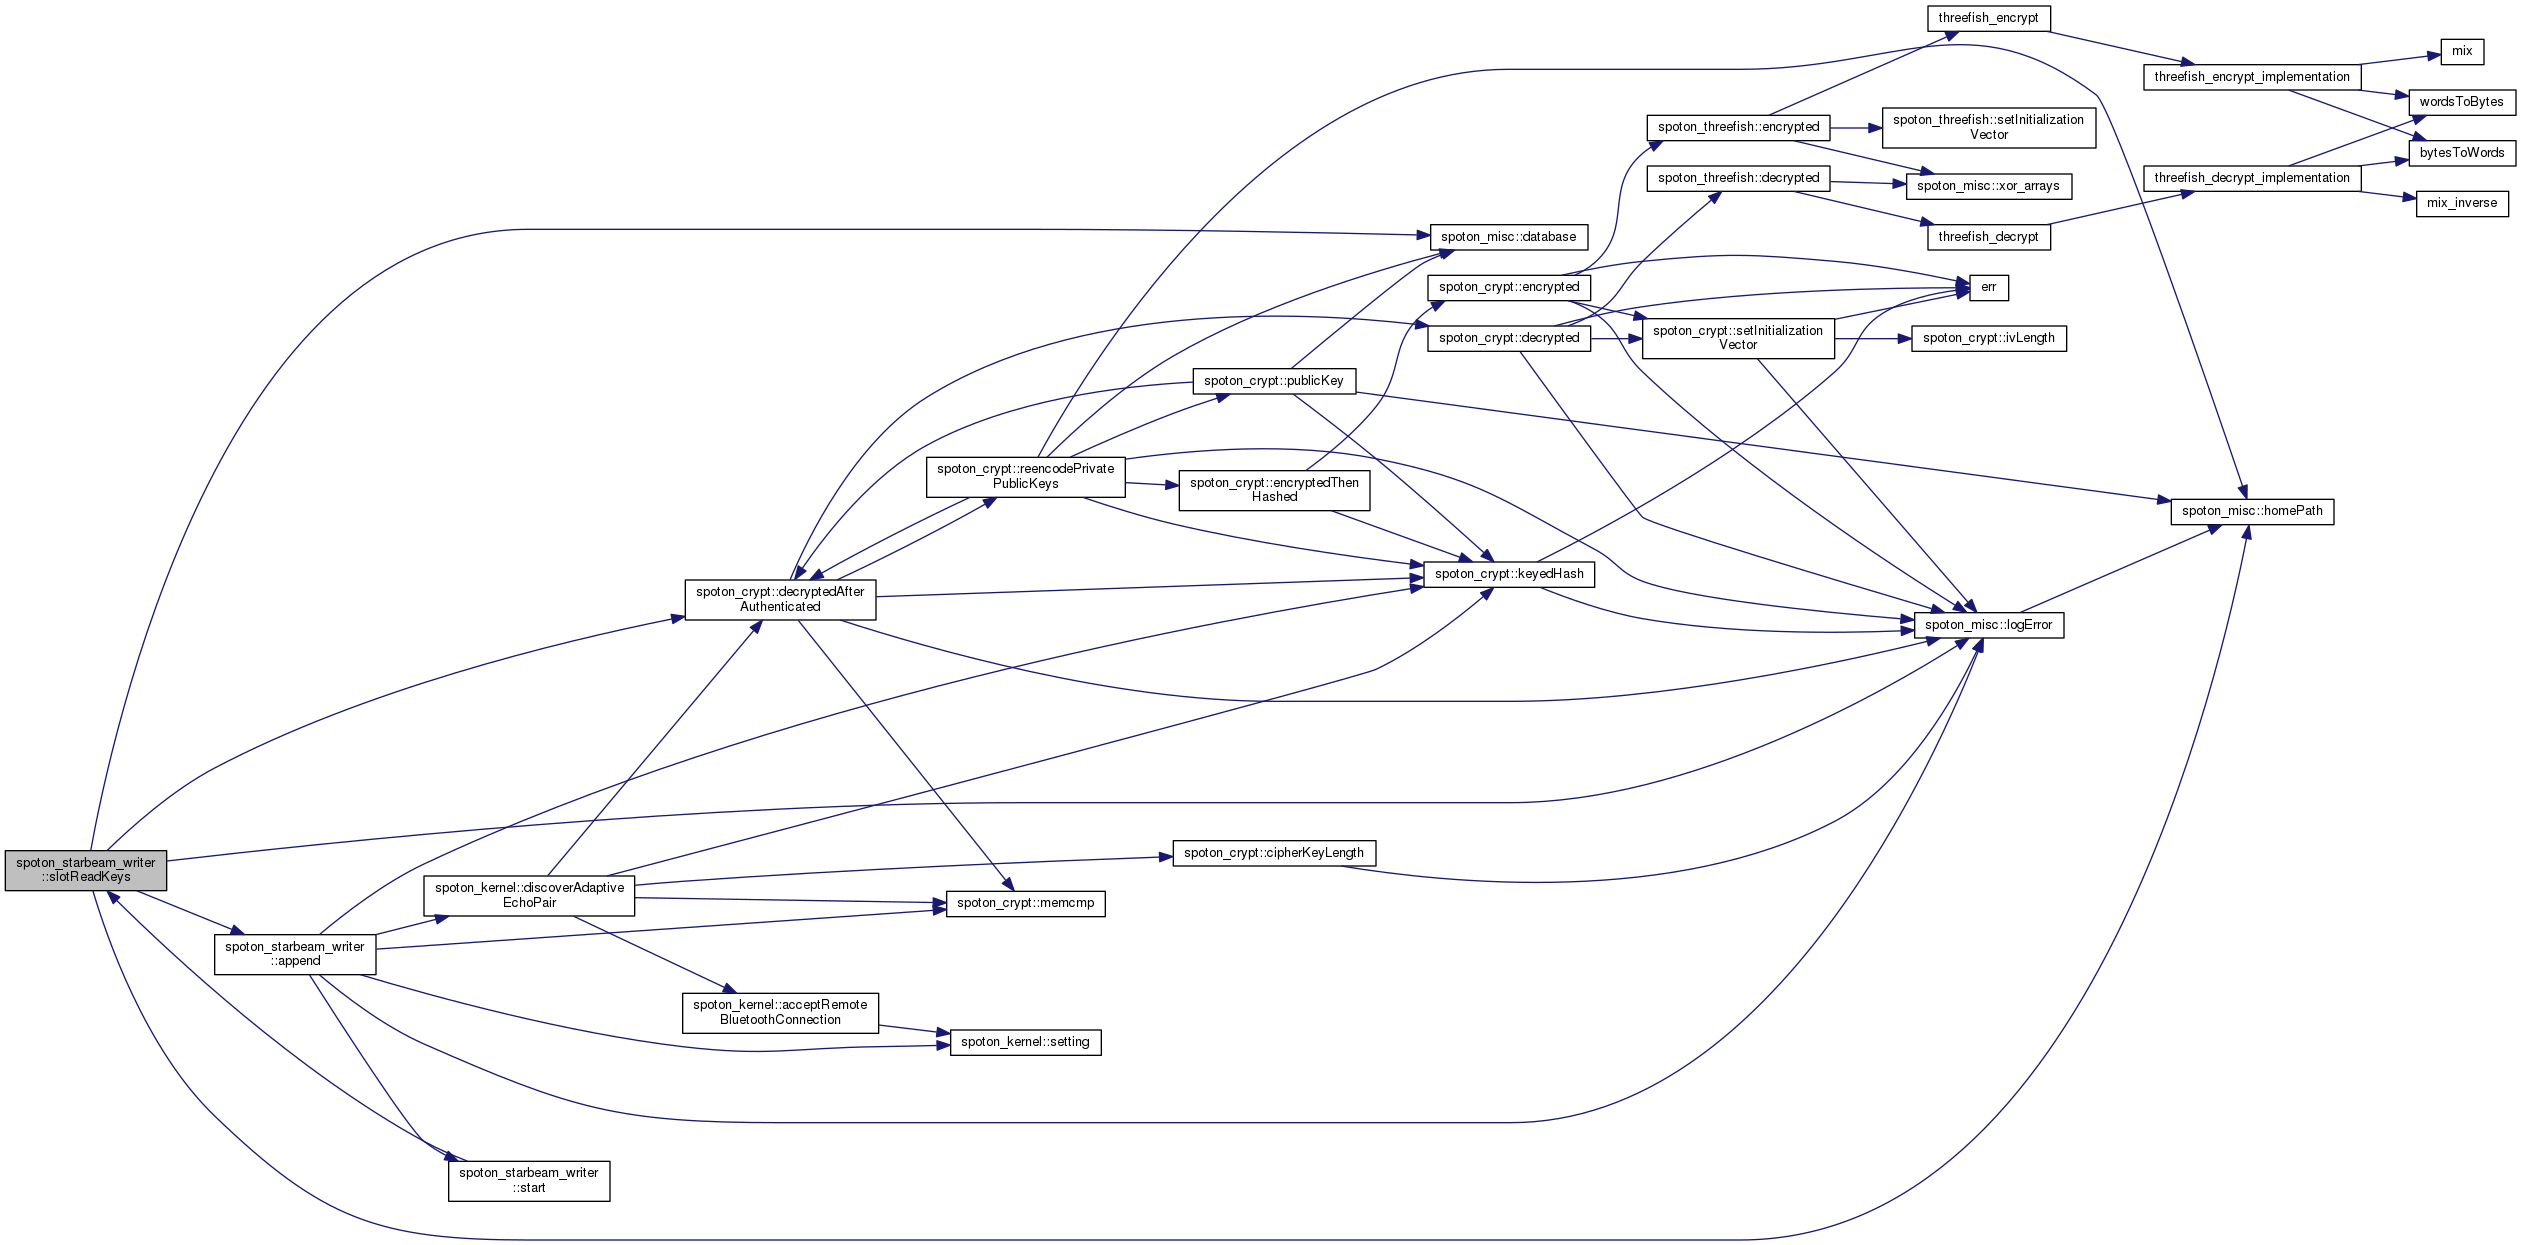 threefish_encrypt
mix
threefish_encrypt_implementation
wordsToBytes
spoton_threefish::encrypted
spoton_threefish::setInitialization
Vector
bytesToWords
spoton_threefish::decrypted
spoton_misc::xor_arrays
threefish_decrypt_implementation
mix_inverse
spoton_misc::database
threefish_decrypt
spoton_crypt::encrypted
err
spoton_crypt::decrypted
spoton_crypt::setInitialization
Vector
spoton_crypt::ivLength
spoton_crypt::publicKey
spoton_crypt::reencodePrivate
PublicKeys
spoton_crypt::encryptedThen
Hashed
spoton_misc::homePath
spoton_crypt::keyedHash
spoton_crypt::decryptedAfter
Authenticated
spoton_misc::logError
spoton_crypt::cipherKeyLength
spoton_starbeam_writer
::slotReadKeys
spoton_kernel::discoverAdaptive
EchoPair
spoton_crypt::memcmp
spoton_starbeam_writer
::append
spoton_kernel::acceptRemote
BluetoothConnection
spoton_kernel::setting
spoton_starbeam_writer
::start